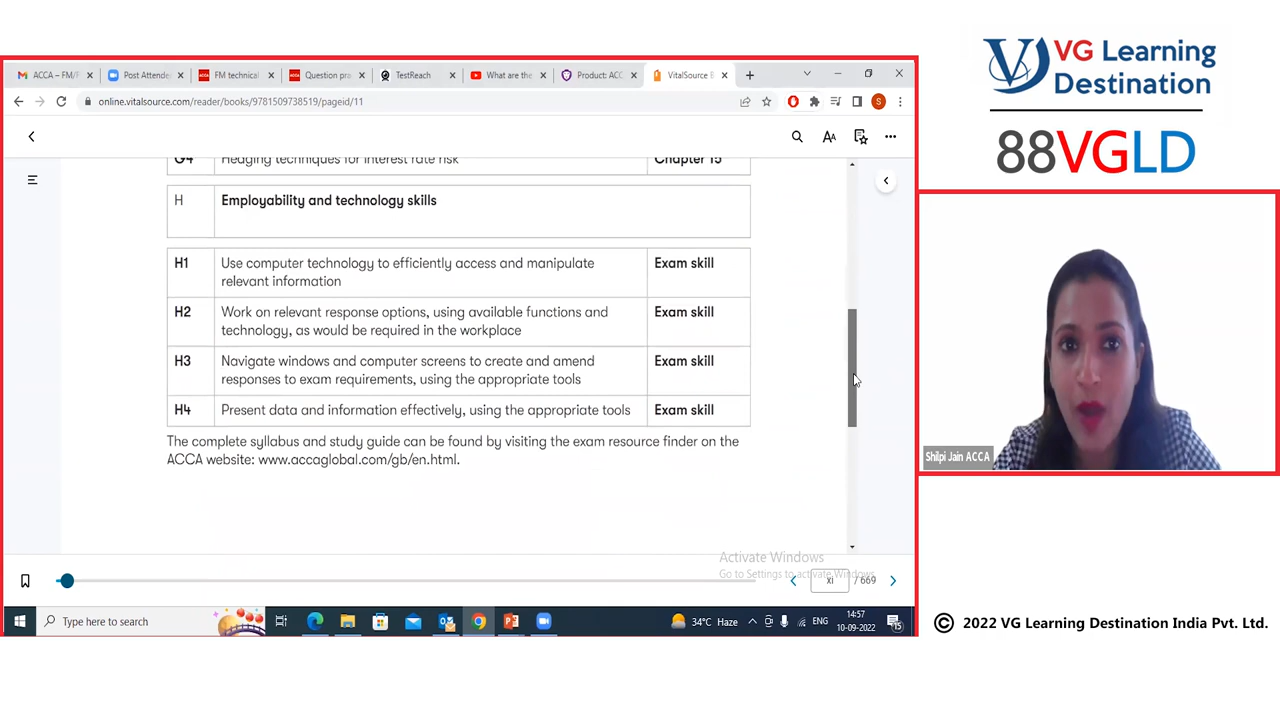 ACCA – FM/F
Post Attende
FM technical
Question pra
TestReach
What are the
Product: ACC
VitalSource B
online.vitalsource.com/reader/books/9781509738519/pageid/11
G4 Hedging techniques for interest rate risk Chapter 15
H Employability and technology skills
H1 Use computer technology to efficiently access and manipulate Exam skill
relevant information
H2 Work on relevant response options, using available functions and Exam skill
technology, as would be required in the workplace
H3 Navigate windows and computer screens to create and amend Exam skill
responses to exam requirements, using the appropriate tools
H4 Present data and information effectively, using the appropriate tools Exam skill
The complete syllabus and study guide can be found by visiting the exam resource finder on the
ACCA website: www.accaglobal.com/gb/en.html.
Activate Windows
Go to Settings to activate Windows.
xi / 669
Type here to search
34°C Haze
ENG
14:57
10-09-2022
15
VG Learning
Destination
88VGLD
Shilpi Jain ACCA
© 2022 VG Learning Destination India Pvt. Ltd.